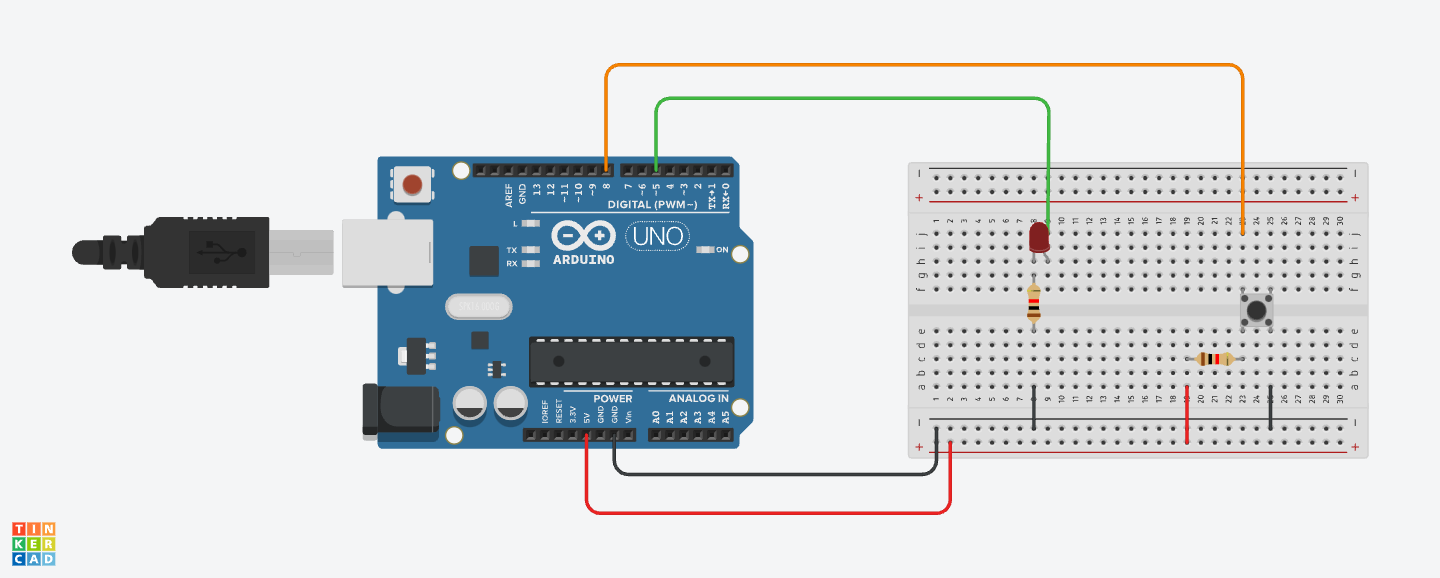 AREF
GND
13
12
~11
~10
~9
8
7
~6
~5
4
~3
2
TX→1
RX←0
DIGITAL (PWM~)
L
TX
RX
ARDUINO
UNO
ON
POWER
ANALOG IN
IOREF
RESET
3.3V
5V
GND
GND
Vin
A0
A1
A2
A3
A4
A5
− −
+ +
1 2 3 4 5 6 7 8 9 10 11 12 13 14 15 16 17 18 19 20 21 22 23 24 25 26 27 28 29 30
j j
i i
h h
g g
f f
e e
d d
c c
b b
a a
1 2 3 4 5 6 7 8 9 10 11 12 13 14 15 16 17 18 19 20 21 22 23 24 25 26 27 28 29 30
− −
+ +
TIN
KER
CAD